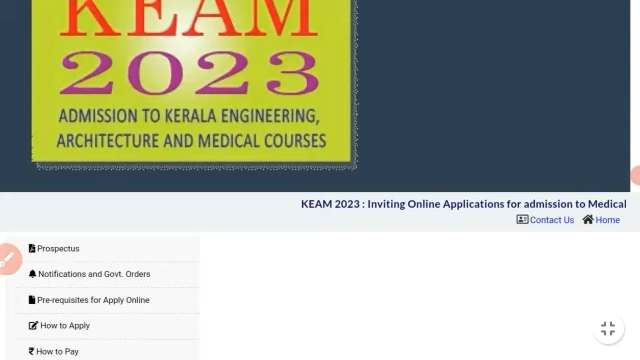 KEAM
2023
ADMISSION TO KERALA ENGINEERING,
ARCHITECTURE AND MEDICAL COURSES
KEAM 2023 : Inviting Online Applications for admission to Medical
Contact Us Home
Prospectus
Notifications and Govt. Orders
Pre-requisites for Apply Online
How to Apply
₹ How to Pay